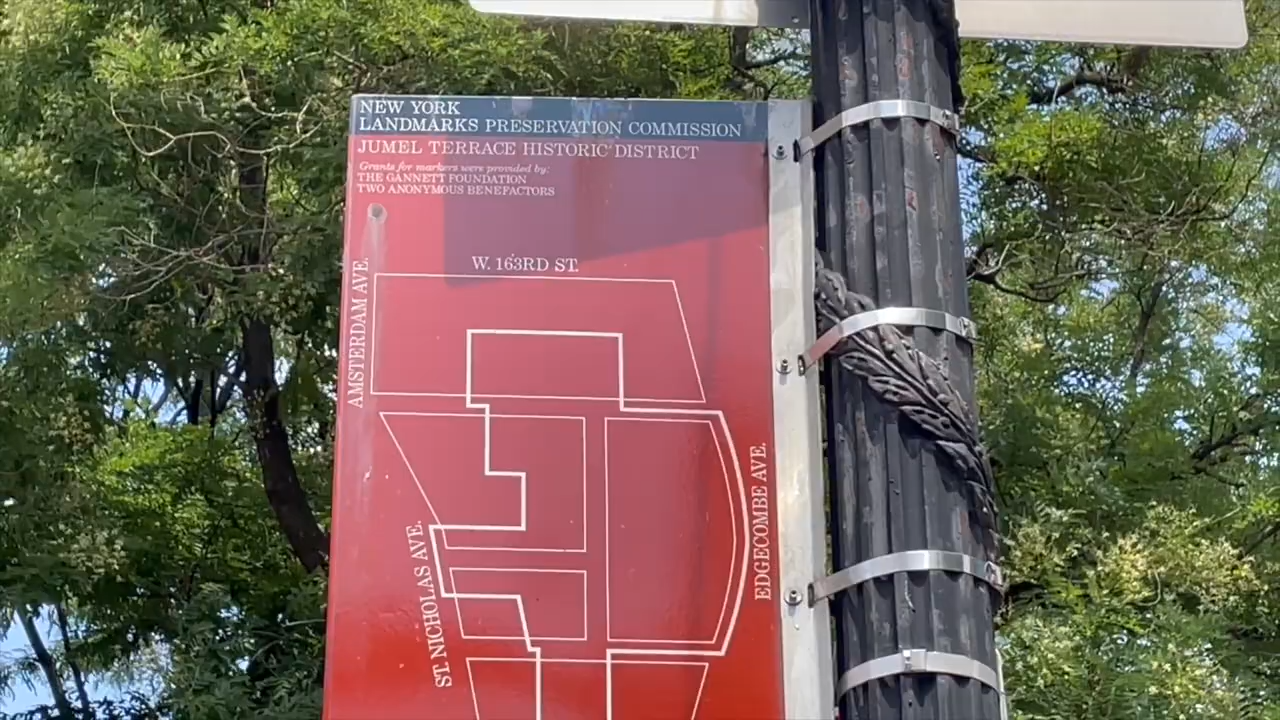 NEW YORK
LANDMARKS PRESERVATION COMMISSION
JUMEL TERRACE HISTORIC DISTRICT
Grants for markers were provided by:
THE GANNETT FOUNDATION
TWO ANONYMOUS BENEFACTORS
W. 163RD ST.
AMSTERDAM AVE.
EDGECOMBE AVE.
ST. NICHOLAS AVE.